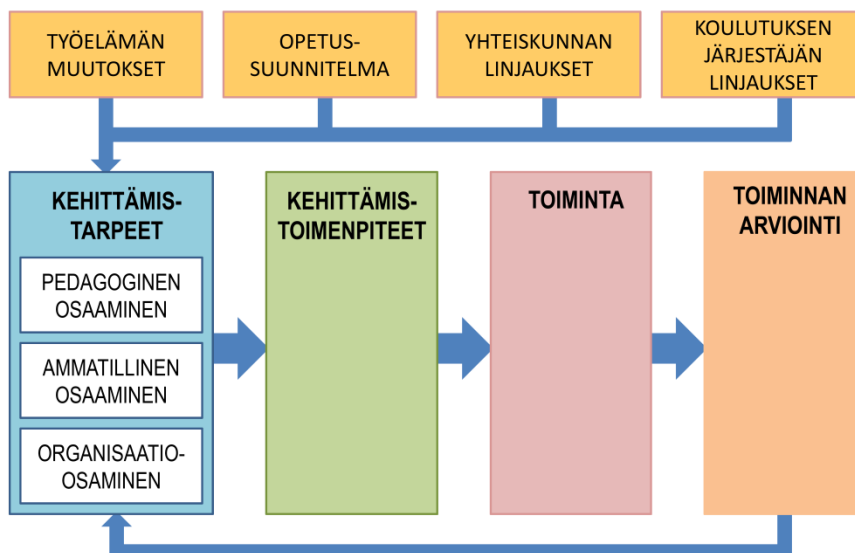 TYÖELÄMÄN
MUUTOKSET
OPETUS-
SUUNNITELMA
YHTEISKUNNAN
LINJAUKSET
KOULUTUKSEN
JÄRJESTÄJÄN
LINJAUKSET
KEHITTÄMIS-
TARPEET
PEDAGOGINEN
OSAAMINEN
AMMATILLINEN
OSAAMINEN
ORGANISAATIO-
OSAMINEN
KEHITTÄMIS-
TOIMENPITEET
TOIMINTA
TOIMINNAN
ARVIOINTI